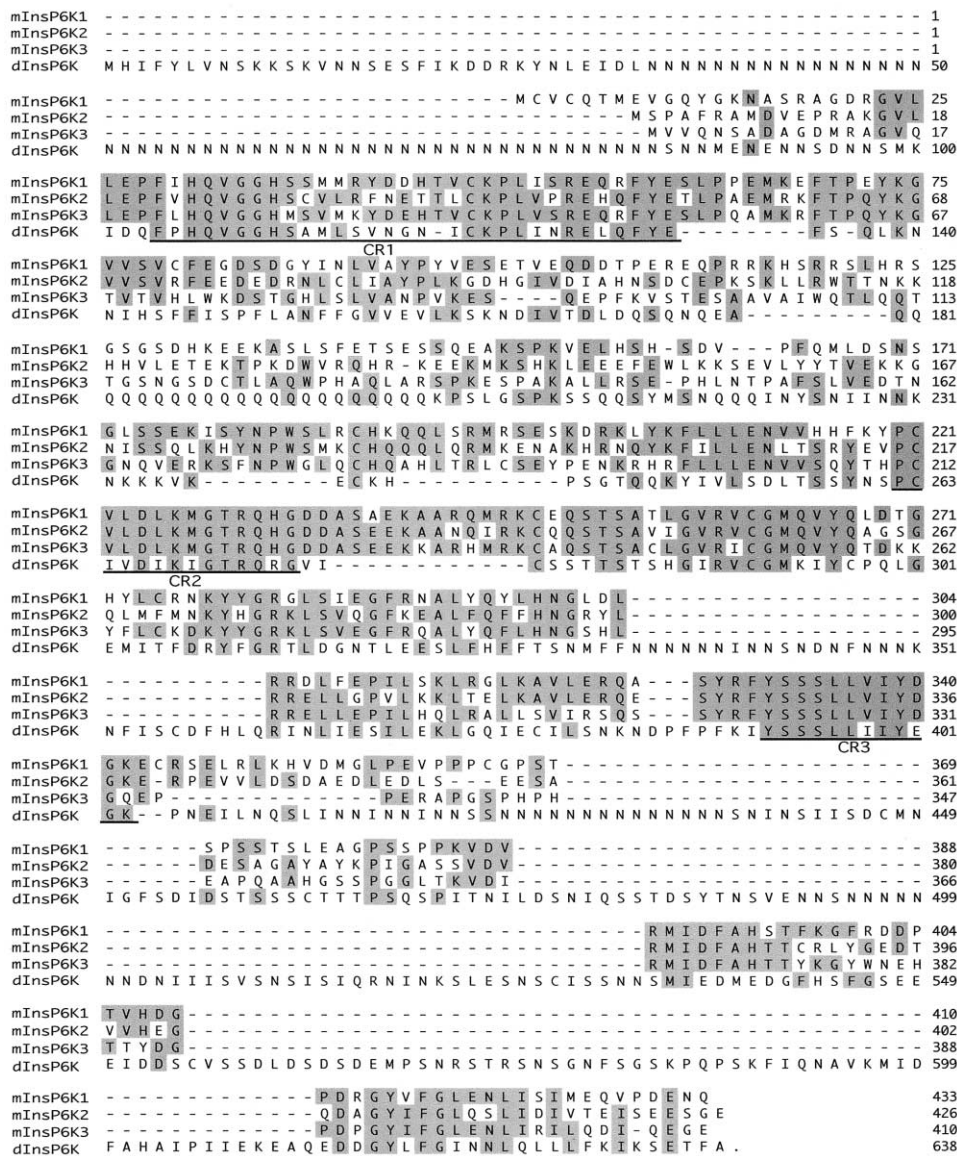 mInsP6K1 - - - - - - - - - - - - - - - - - - - - - - - - - - - - - - - - - - - - - - - - - - - - - - - - - - 1
mInsP6K2 - - - - - - - - - - - - - - - - - - - - - - - - - - - - - - - - - - - - - - - - - - - - - - - - - - 1
mInsP6K3 - - - - - - - - - - - - - - - - - - - - - - - - - - - - - - - - - - - - - - - - - - - - - - - - - - 1
dInsP6K M H I F Y L V N S K K S K V N N S E S F I K D D R K Y N L E I D L N N N N N N N N N N N N N N N N N 50
mInsP6K1 - - - - - - - - - - - - - - - - - - - - - - - - - M C V C Q T M E V G Q Y G K N A S R A G D R G V L 25
mInsP6K2 - - - - - - - - - - - - - - - - - - - - - - - - - - - - - - - - M S P A F R A M D V E P R A K G V L 18
mInsP6K3 - - - - - - - - - - - - - - - - - - - - - - - - - - - - - - - - - M V V Q N S A D A G D M R A G V Q 17
dInsP6K N N N N N N N N N N N N N N N N N N N N N N N N N N N N N N N N N S N N M E N E N N S D N N S M K 100
mInsP6K1 L E P F I H Q V G G H S S M M R Y D D H T V C K P L I S R E Q R F Y E S L P P E M K E F T P E Y K G 75
mInsP6K2 L E P F V H Q V G G H S C V L R F N E T T L C K P L V P R E H Q F Y E T L P A E M R K F T P Q Y K G 68
mInsP6K3 L E P F L H Q V G G H M S V M K Y D E H T V C K P L V S R E Q R F Y E S L P Q A M K R F T P Q Y K G 67
dInsP6K I D Q F P H Q V G G H S A M L S V N G N - I C K P L I N R E L Q F Y E - - - - - - - - F S - Q L K N 140
CR1
mInsP6K1 V V S V C F E G D S D G Y I N L V A Y P Y V E S E T V E Q D D T P E R E Q P R R K H S R R S L H R S 125
mInsP6K2 V V S V R F E E D E D R N L C L I A Y P L K G D H G I V D I A H N S D C E P K S K L L R W T T N K K 118
mInsP6K3 T V T V H L W K D S T G H L S L V A N P V K E S - - - - Q E P F K V S T E S A A V A I W Q T L Q Q T 113
dInsP6K N I H S F F I S P F L A N F F G V V E V L K S K N D I V T D L D Q S Q N Q E A - - - - - - - - - Q Q 181
mInsP6K1 G S G S D H K E E K A S L S F E T S E S S Q E A K S P K V E L H S H - S D V - - - P F Q M L D S N S 171
mInsP6K2 H H V L E T E K T P K D W V R Q H R - K E E K M K S H K L E E E F E W L K K S E V L Y Y T V E K K G 167
mInsP6K3 T G S N G S D C T L A Q W P H A Q L A R S P K E S P A K A L L R S E - P H L N T P A F S L V E D T N 162
dInsP6K Q Q Q Q Q Q Q Q Q Q Q Q Q Q Q Q Q Q Q Q K P S L G S P K S S Q Q S Y M S N Q Q Q I N Y S N I I N N K 231
mInsP6K1 G L S S E K I S Y N P W S L R C H K Q Q L S R M R S E S K D R K L Y K F L L L E N V V H H F K Y P C 221
mInsP6K2 N I S S Q L K H Y N P W S M K C H Q Q Q L Q R M K E N A K H R N Q Y K F I L L E N L T S R Y E V P C 217
mInsP6K3 G N Q V E R K S F N P W G L Q C H Q A H L T R L C S E Y P E N K R H R F L L L E N V V S Q Y T H P C 212
dInsP6K N K K K V K - - - - - - - - E C K H - - - - - - - - - P S G T Q Q K Y I V L S D L T S S Y N S P C 263
mInsP6K1 V L D L K M G T R Q H G D D A S A E K A A R Q M R K C E Q S T S A T L G V R V C G M Q V Y Q L D T G 271
mInsP6K2 V L D L K M G T R Q H G D D A S E E K A A N Q I R K C Q Q S T S A V I G V R V C G M Q V Y Q A G S G 267
mInsP6K3 V L D L K M G T R Q H G D D A S E E K K A R H M R K C A Q S T S A C L G V R I C G M Q V Y Q T D K K 262
dInsP6K I V D I K I G T R Q R G V I - - - - - - - - - - - - C S S T T S T S H G I R V C G M K I Y C P Q L G 301
CR2
mInsP6K1 H Y L C R N K Y Y G R G L S I E G F R N A L Y Q Y L H N G L D L - - - - - - - - - - - - - - - - - - 304
mInsP6K2 Q L M F M N K Y H G R K L S V Q G F K E A L F Q F F H N G R Y L - - - - - - - - - - - - - - - - - - 300
mInsP6K3 Y F L C K D K Y Y G R K L S V E G F R Q A L Y Q F L H N G S H L - - - - - - - - - - - - - - - - - - 295
dInsP6K E M I T F D R Y F G R T L D G N T L E E S L F H F F T S N M F F N N N N N N I N N S N D N F N N N K 351
mInsP6K1 - - - - - - - - - - R R D L F E P I L S K L R G L K A V L E R Q A - - - S Y R F Y S S S L L V I Y D 340
mInsP6K2 - - - - - - - - - - R R E L L G P V L K K L T E L K A V L E R Q E - - - S Y R F Y S S S L L V I Y D 336
mInsP6K3 - - - - - - - - - - R R E L L E P I L H Q L R A L L S V I R S Q S - - - S Y R F Y S S S L L V I Y D 331
dInsP6K N F I S C D F H L Q R I N L I E S I L E K L G Q I E C I L S N K N D P F P F K I Y S S S L L I I Y E 401
CR3
mInsP6K1 G K E C R S E L R L K H V D M G L P E V P P P C G P S T - - - - - - - - - - - - - - - - - - - - - - 369
mInsP6K2 G K E - R P E V V L D S D A E D L E D L S - - - E E S A - - - - - - - - - - - - - - - - - - - - - - 361
mInsP6K3 G Q E P - - - - - - - - - - - - - P E R A P G S P H P H - - - - - - - - - - - - - - - - - - - - - - 347
dInsP6K G K - - P N E I L N Q S L I N N I N N I N N S S N N N N N N N N N N N N N N N S N I N S I I S D C M N 449
mInsP6K1 - - - - - - S P S S T S L E A G P S S P P K V D V - - - - - - - - - - - - - - - - - - - - - - - - - 388
mInsP6K2 - - - - - - D E S A G A Y A Y K P I G A S S V D V - - - - - - - - - - - - - - - - - - - - - - - - - 380
mInsP6K3 - - - - - - E A P Q A A H G S S P G G L T K V D I - - - - - - - - - - - - - - - - - - - - - - - - - 366
dInsP6K I G F S D I D S T S S S C T T T P S Q S P I T N I L D S N I Q S S T D S Y T N S V E N N S N N N N N 499
mInsP6K1 - - - - - - - - - - - - - - - - - - - - - - - - - - - - - - - - - R M I D F A H S T F K G F R D D P 404
mInsP6K2 - - - - - - - - - - - - - - - - - - - - - - - - - - - - - - - - - R M I D F A H T T C R L Y G E D T 396
mInsP6K3 - - - - - - - - - - - - - - - - - - - - - - - - - - - - - - - - - R M I D F A H T T Y K G Y W N E H 382
dInsP6K N N D N I I I S V S N S I S I Q R N I N K S L E S N S C I S S N N S M I E D M E D G F H S F G S E E 549
mInsP6K1 T V H D G - - - - - - - - - - - - - - - - - - - - - - - - - - - - - - - - - - - - - - - - - - - - - 410
mInsP6K2 V V H E G - - - - - - - - - - - - - - - - - - - - - - - - - - - - - - - - - - - - - - - - - - - - - 402
mInsP6K3 T T Y D G - - - - - - - - - - - - - - - - - - - - - - - - - - - - - - - - - - - - - - - - - - - - - 388
dInsP6K E I D D S C V S S D L D S D S D E M P S N R S T R S N S G N F S G S K P Q P S K F I Q N A V K M I D 599
mInsP6K1 - - - - - - - - - - - - - P D R G Y V F G L E N L I S I M E Q V P D E N Q 433
mInsP6K2 - - - - - - - - - - - - - Q D A G Y I F G L Q S L I D I V T E I S E E S G E 426
mInsP6K3 - - - - - - - - - - - - - P D P G Y I F G L E N L I R I L Q D I - Q E G E 410
dInsP6K F A H A I P I I E K E A Q E D D G Y L F G I N N L Q L L L F K I K S E T F A . 638